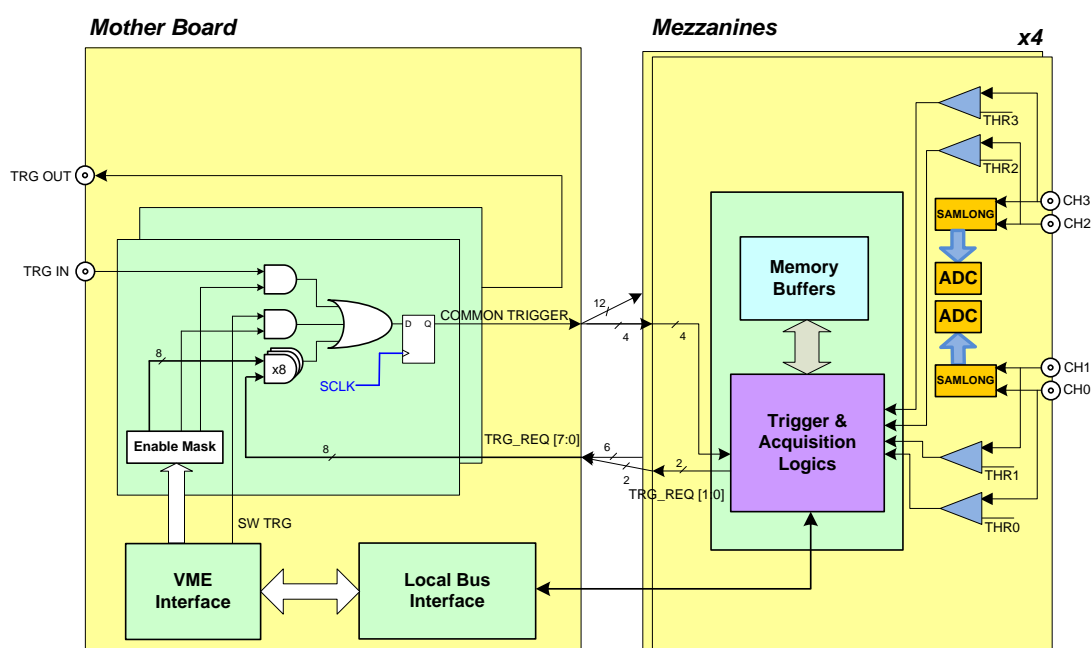 Mother Board
Mezzanines
x4
THR3
THR2
TRG OUT
CH3
SAMLONG
CH2
TRG IN
Memory
Buffers
ADC
12
COMMON TRIGGER
D Q
4
4
ADC
8
x8
SCLK
CH1
SAMLONG
CH0
Trigger &
Acquisition
Logics
Enable Mask
TRG_REQ [7:0]
8
6
2
2
TRG_REQ [1:0]
THR1
SW TRG
THR0
VME
Interface
Local Bus
Interface